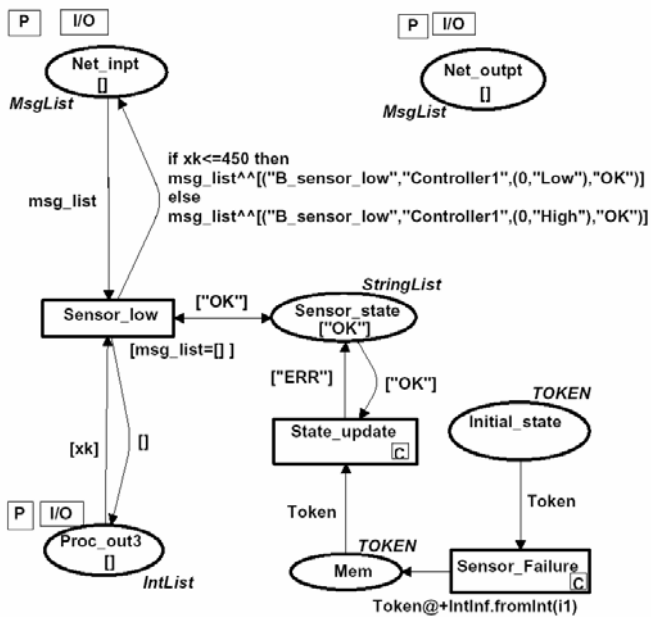 P I/O
Net_inpt
[]
MsgList
P I/O
Net_outpt
[]
MsgList
if xk<=450 then
msg_list^^[("B_sensor_low","Controller1",(0,"Low"),"OK")]
else
msg_list^^[("B_sensor_low","Controller1",(0,"High"),"OK")]
msg_list
StringList
["OK"]
Sensor_low
Sensor_state
["OK"]
[msg_list=[] ]
["ERR"]
["OK"]
TOKEN
Initial_state
[xk]
[]
State_update
C
Token
Token
P I/O
Proc_out3
[]
IntList
TOKEN
Mem
Sensor_Failure
C
Token@+IntInf.fromInt(i1)